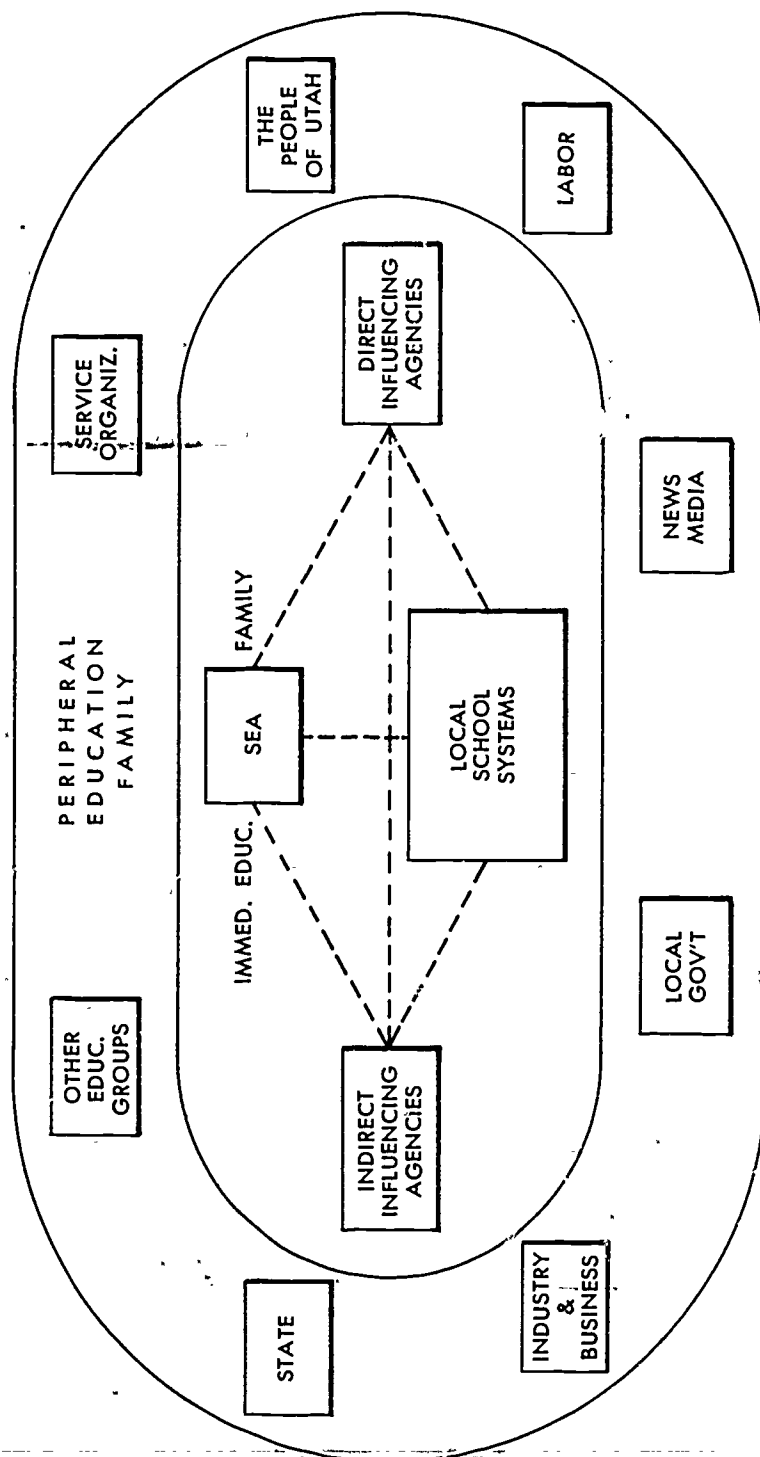 PERIPHERAL
EDUCATION
FAMILY
OTHER
EDUC.
GROUPS
SERVICE
ORGANIZ.
STATE
THE
PEOPLE
OF UTAH
IMMED. EDUC.
FAMILY
SEA
INDIRECT
INFLUENCING
AGENCIES
DIRECT
INFLUENCING
AGENCIES
LOCAL
SCHOOL
SYSTEMS
INDUSTRY
&
BUSINESS
LABOR
LOCAL
GOV'T
NEWS
MEDIA